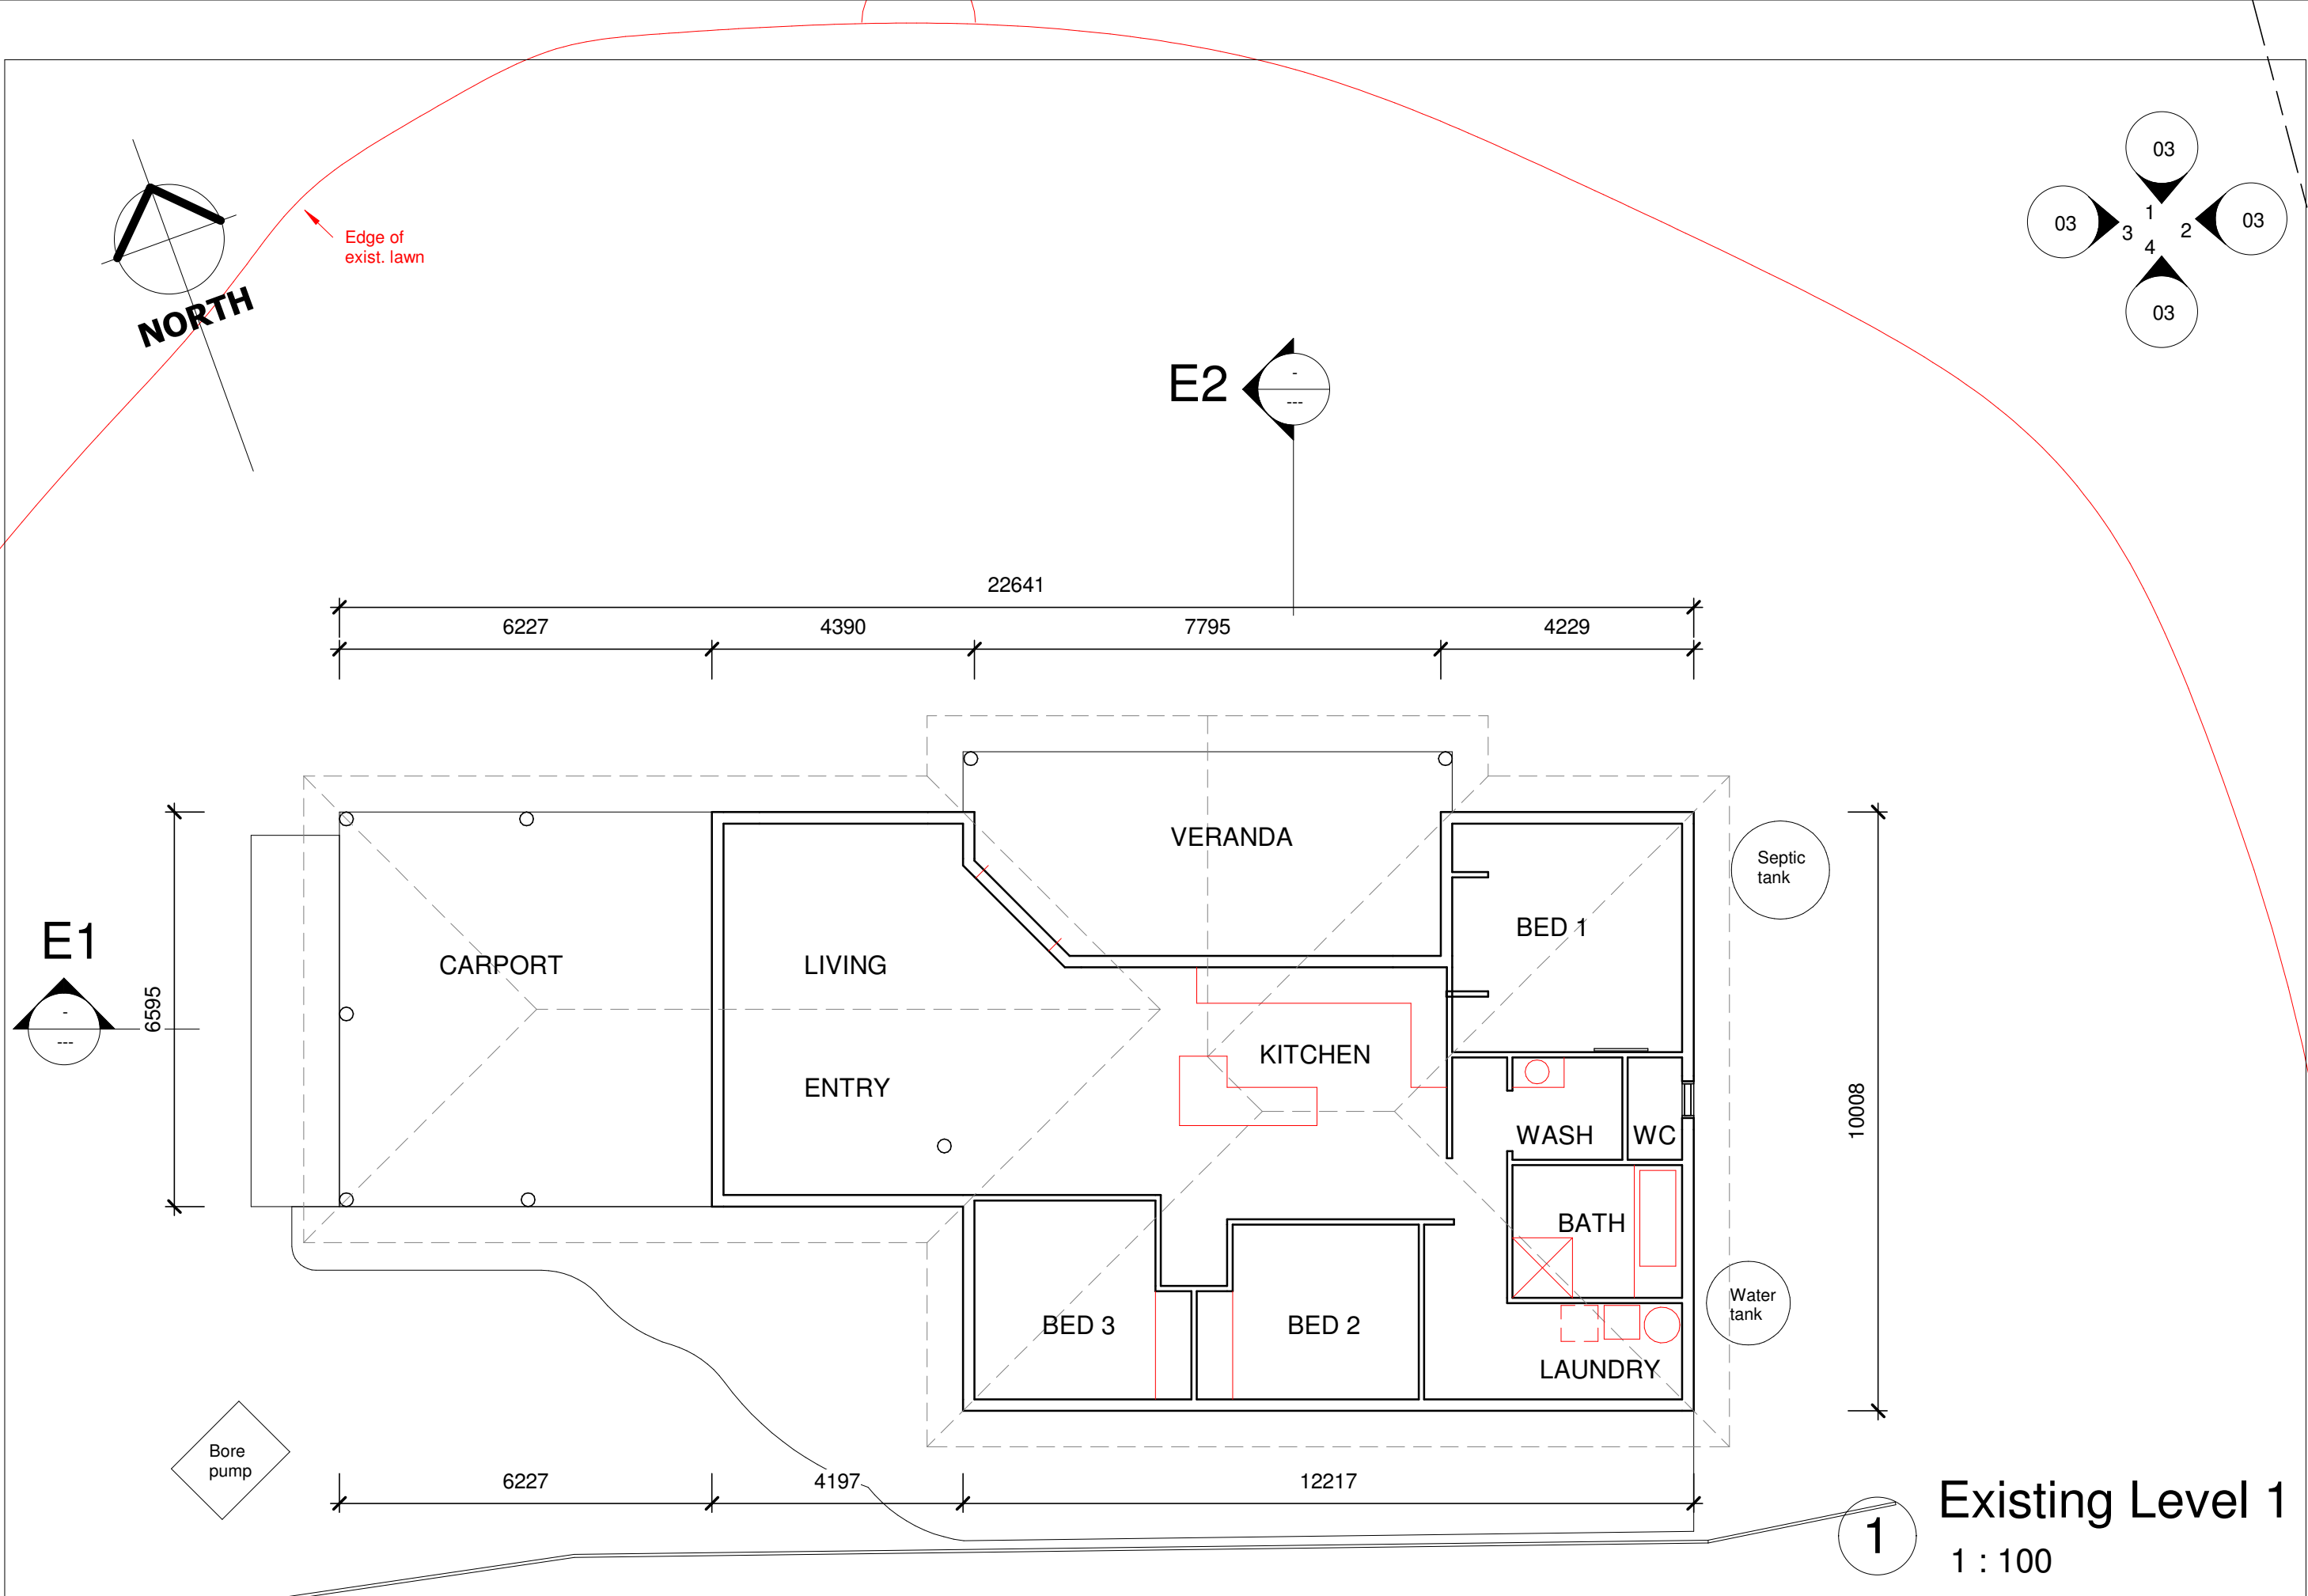 03
03
1
03
3
2
4
03
Edge of
exist. lawn
NORTH
E2
-
---
22641
6227
4390
7795
4229
VERANDA
Septic
tank
BED 1
E1
CARPORT
LIVING
6595
-
---
KITCHEN
ENTRY
10008
WASH
WC
BATH
Water
tank
BED 3
BED 2
LAUNDRY
Bore
pump
6227
4197
12217
Existing Level 1
1
1 : 100